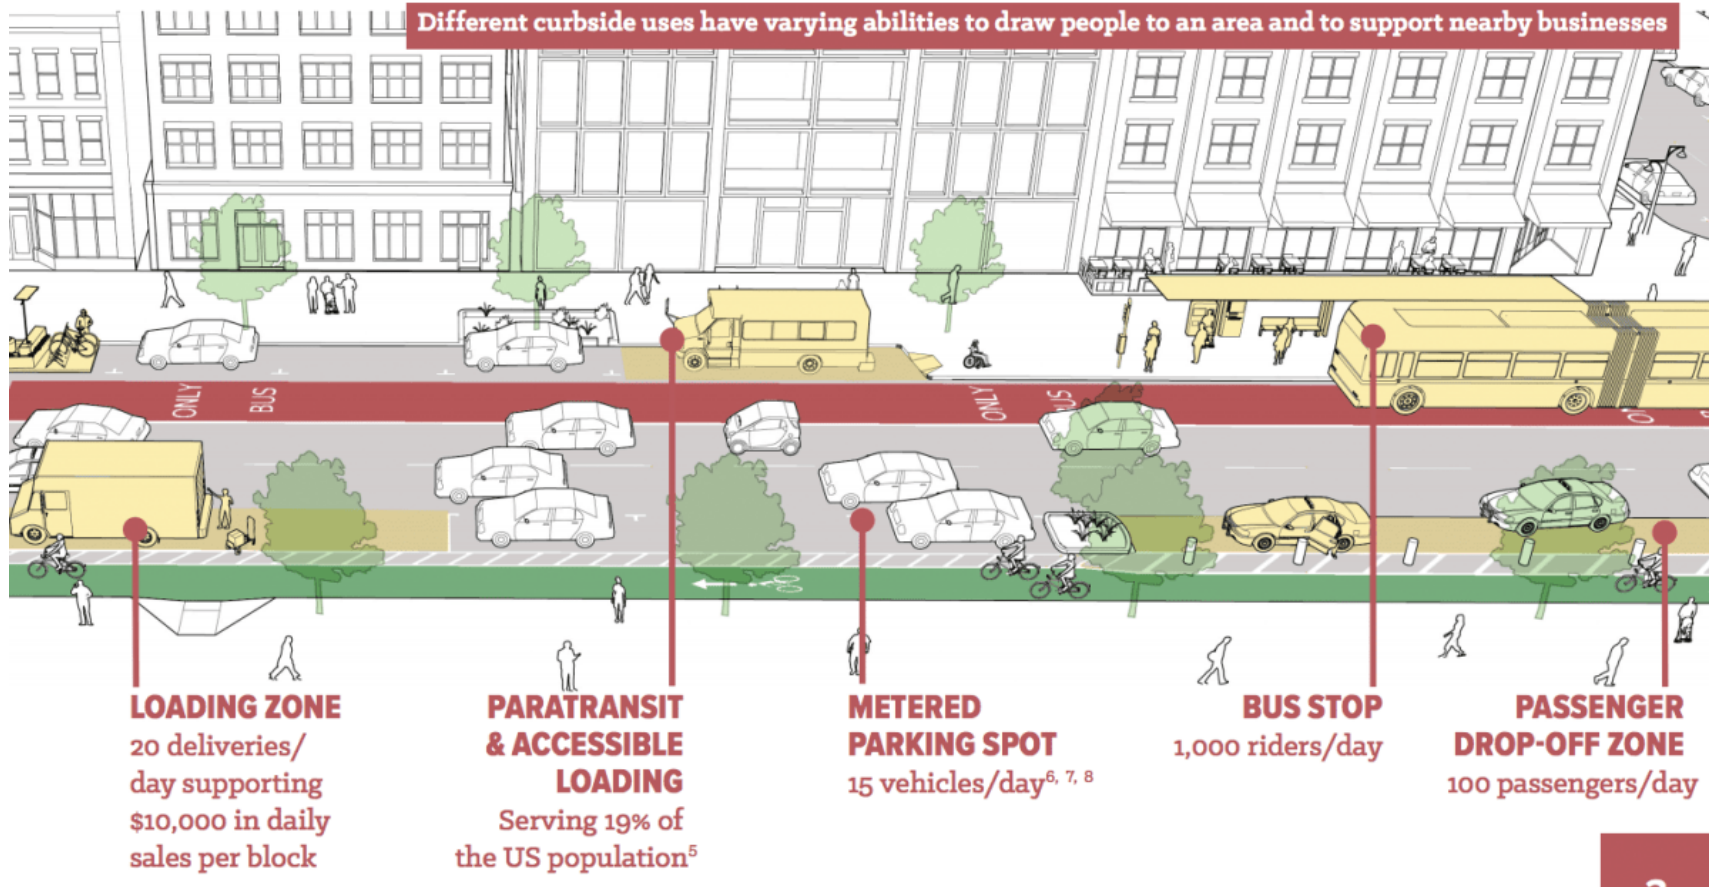 Different curbside uses have varying abilities to draw people to an area and to support nearby businesses
ONLY
BUS
ONLY
LOADING ZONE
20 deliveries/
day supporting
$10,000 in daily
sales per block
PARATRANSIT
& ACCESSIBLE
LOADING
Serving 19% of
the US population⁵
METERED
PARKING SPOT
15 vehicles/day⁶, ⁷, ⁸
BUS STOP
1,000 riders/day
PASSENGER
DROP-OFF ZONE
100 passengers/day